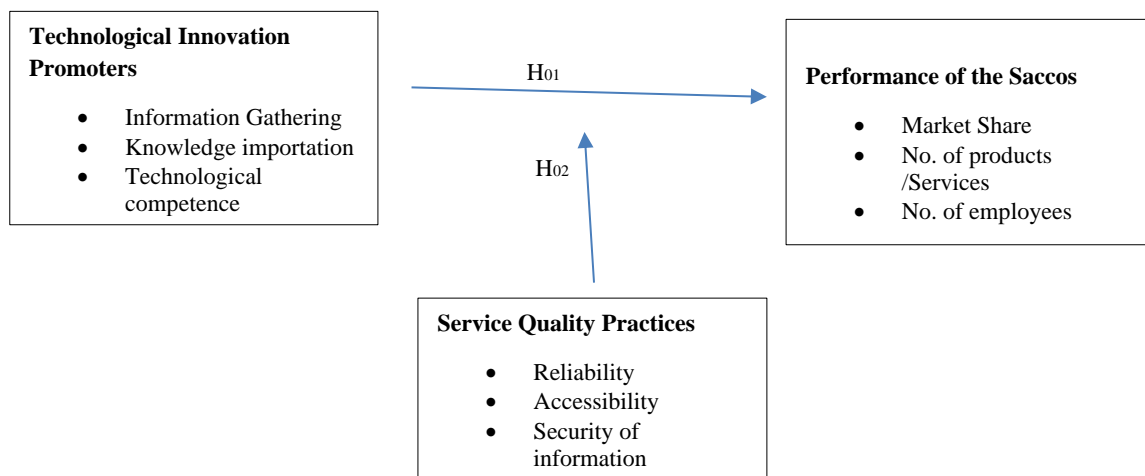 Technological Innovation
Promoters
• Information Gathering
• Knowledge importation
• Technological
competence
H01
H02
Performance of the Saccos
• Market Share
• No. of products
/Services
• No. of employees
Service Quality Practices
• Reliability
• Accessibility
• Security of
information